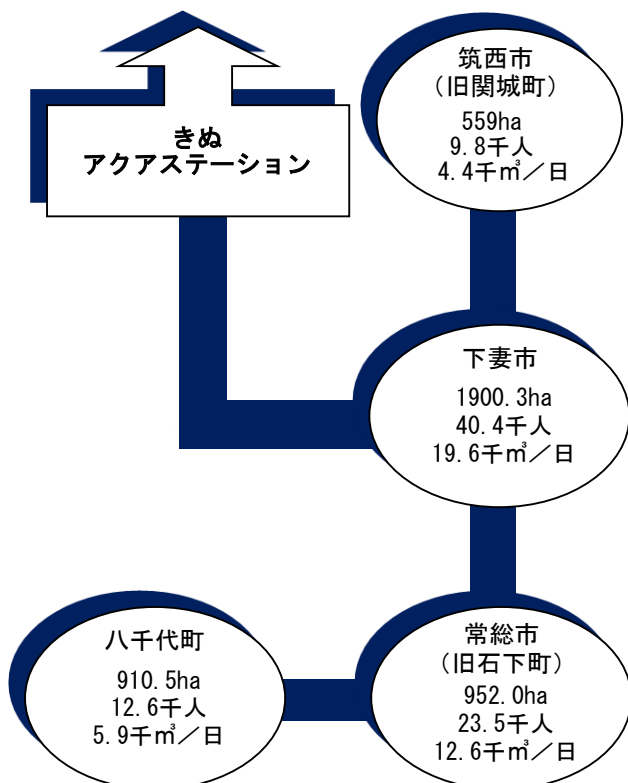 きぬ
アクアステーション
筑西市
（旧関城町）
559ha
9.8千人
4.4千㎥／日
下妻市
1900.3ha
40.4千人
19.6千㎥／日
八千代町
910.5ha
12.6千人
5.9千㎥／日
常総市
（旧石下町）
952.0ha
23.5千人
12.6千㎥／日